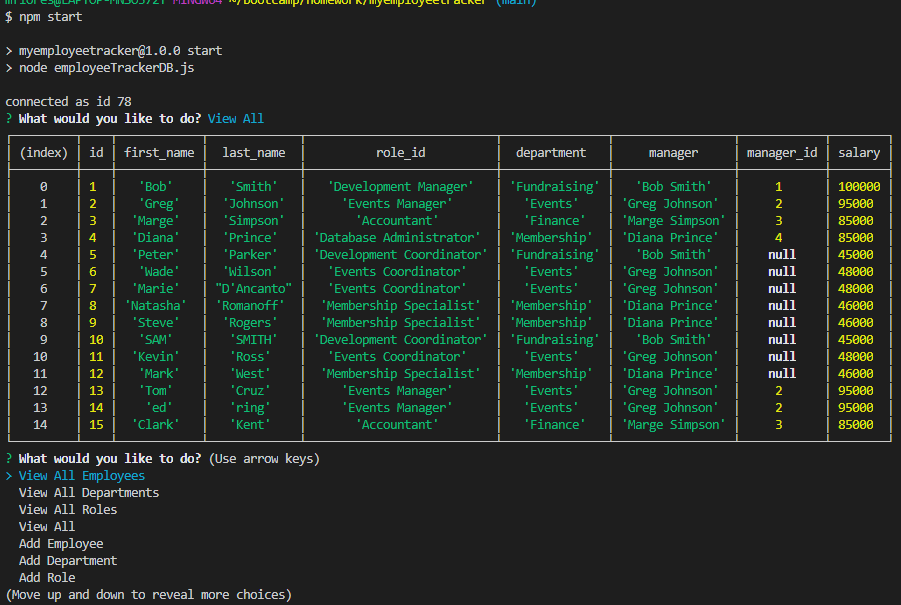 mflores@LAPTOP-MNSO572T MINGW64 ~/bootcamp/homework/myemployeetracker (main)
$ npm start
> myemployeetracker@1.0.0 start
> node employeeTrackerDB.js
connected as id 78
? What would you like to do? View All
(index) id first_name last_name role_id department manager manager_id salary
0 1 'Bob' 'Smith' 'Development Manager' 'Fundraising' 'Bob Smith' 1 100000
1 2 'Greg' 'Johnson' 'Events Manager' 'Events' 'Greg Johnson' 2 95000
2 3 'Marge' 'Simpson' 'Accountant' 'Finance' 'Marge Simpson' 3 85000
3 4 'Diana' 'Prince' 'Database Administrator' 'Membership' 'Diana Prince' 4 85000
4 5 'Peter' 'Parker' 'Development Coordinator' 'Fundraising' 'Bob Smith' null 45000
5 6 'Wade' 'Wilson' 'Events Coordinator' 'Events' 'Greg Johnson' null 48000
6 7 'Marie' "D'Ancanto" 'Events Coordinator' 'Events' 'Greg Johnson' null 48000
7 8 'Natasha' 'Romanoff' 'Membership Specialist' 'Membership' 'Diana Prince' null 46000
8 9 'Steve' 'Rogers' 'Membership Specialist' 'Membership' 'Diana Prince' null 46000
9 10 'SAM' 'SMITH' 'Development Coordinator' 'Fundraising' 'Bob Smith' null 45000
10 11 'Kevin' 'Ross' 'Events Coordinator' 'Events' 'Greg Johnson' null 48000
11 12 'Mark' 'West' 'Membership Specialist' 'Membership' 'Diana Prince' null 46000
12 13 'Tom' 'Cruz' 'Events Manager' 'Events' 'Greg Johnson' 2 95000
13 14 'ed' 'ring' 'Events Manager' 'Events' 'Greg Johnson' 2 95000
14 15 'Clark' 'Kent' 'Accountant' 'Finance' 'Marge Simpson' 3 85000
? What would you like to do? (Use arrow keys)
> View All Employees
View All Departments
View All Roles
View All
Add Employee
Add Department
Add Role
(Move up and down to reveal more choices)